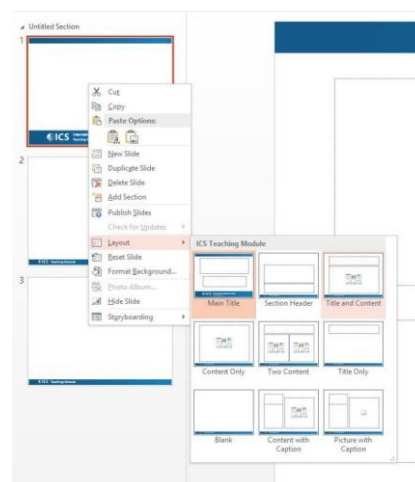 Untitled Section
1
ICS
Cut
Copy
Paste Options:
New Slide
Duplicate Slide
2
Delete Slide
Add Section
Publish Slides
Check for Updates
Layout
ICS Teaching Module
Reset Slide
Format Background...
3
Photo Album...
Hide Slide
Storyboarding
Main Title
Section Header
Title and Content
Content Only
Two Content
Title Only
Blank
Content with
Caption
Picture with
Caption